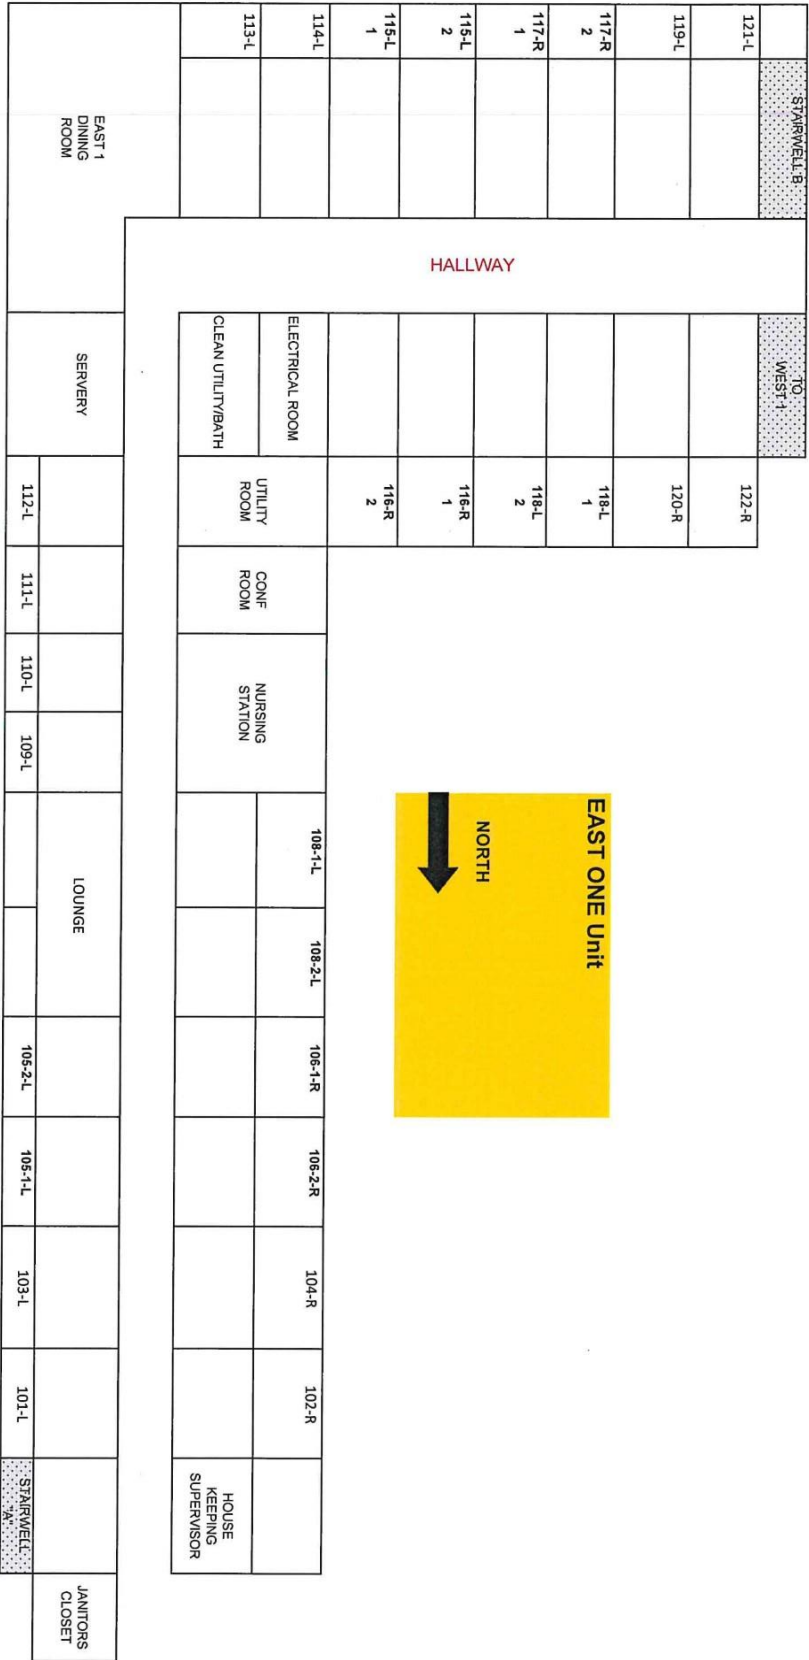 EAST ONE Unit
NORTH
STAIRWELL B
TO
WEST 1
121-L
119-L
117-R
2
117-R
1
115-L
2
115-L
1
114-L
113-L
EAST 1
DINING
ROOM
HALLWAY
122-R
120-R
118-L
1
118-L
2
116-R
1
116-R
2
ELECTRICAL ROOM
CLEAN UTILITY/BATH
SERVERY
UTILITY
ROOM
CONF
ROOM
NURSING
STATION
108-1-L
108-2-L
106-1-R
106-2-R
104-R
102-R
HOUSE
KEEPING
SUPERVISOR
112-L
111-L
110-L
109-L
LOUNGE
105-2-L
105-1-L
103-L
101-L
STAIRWELL
"A"
JANITORS
CLOSET